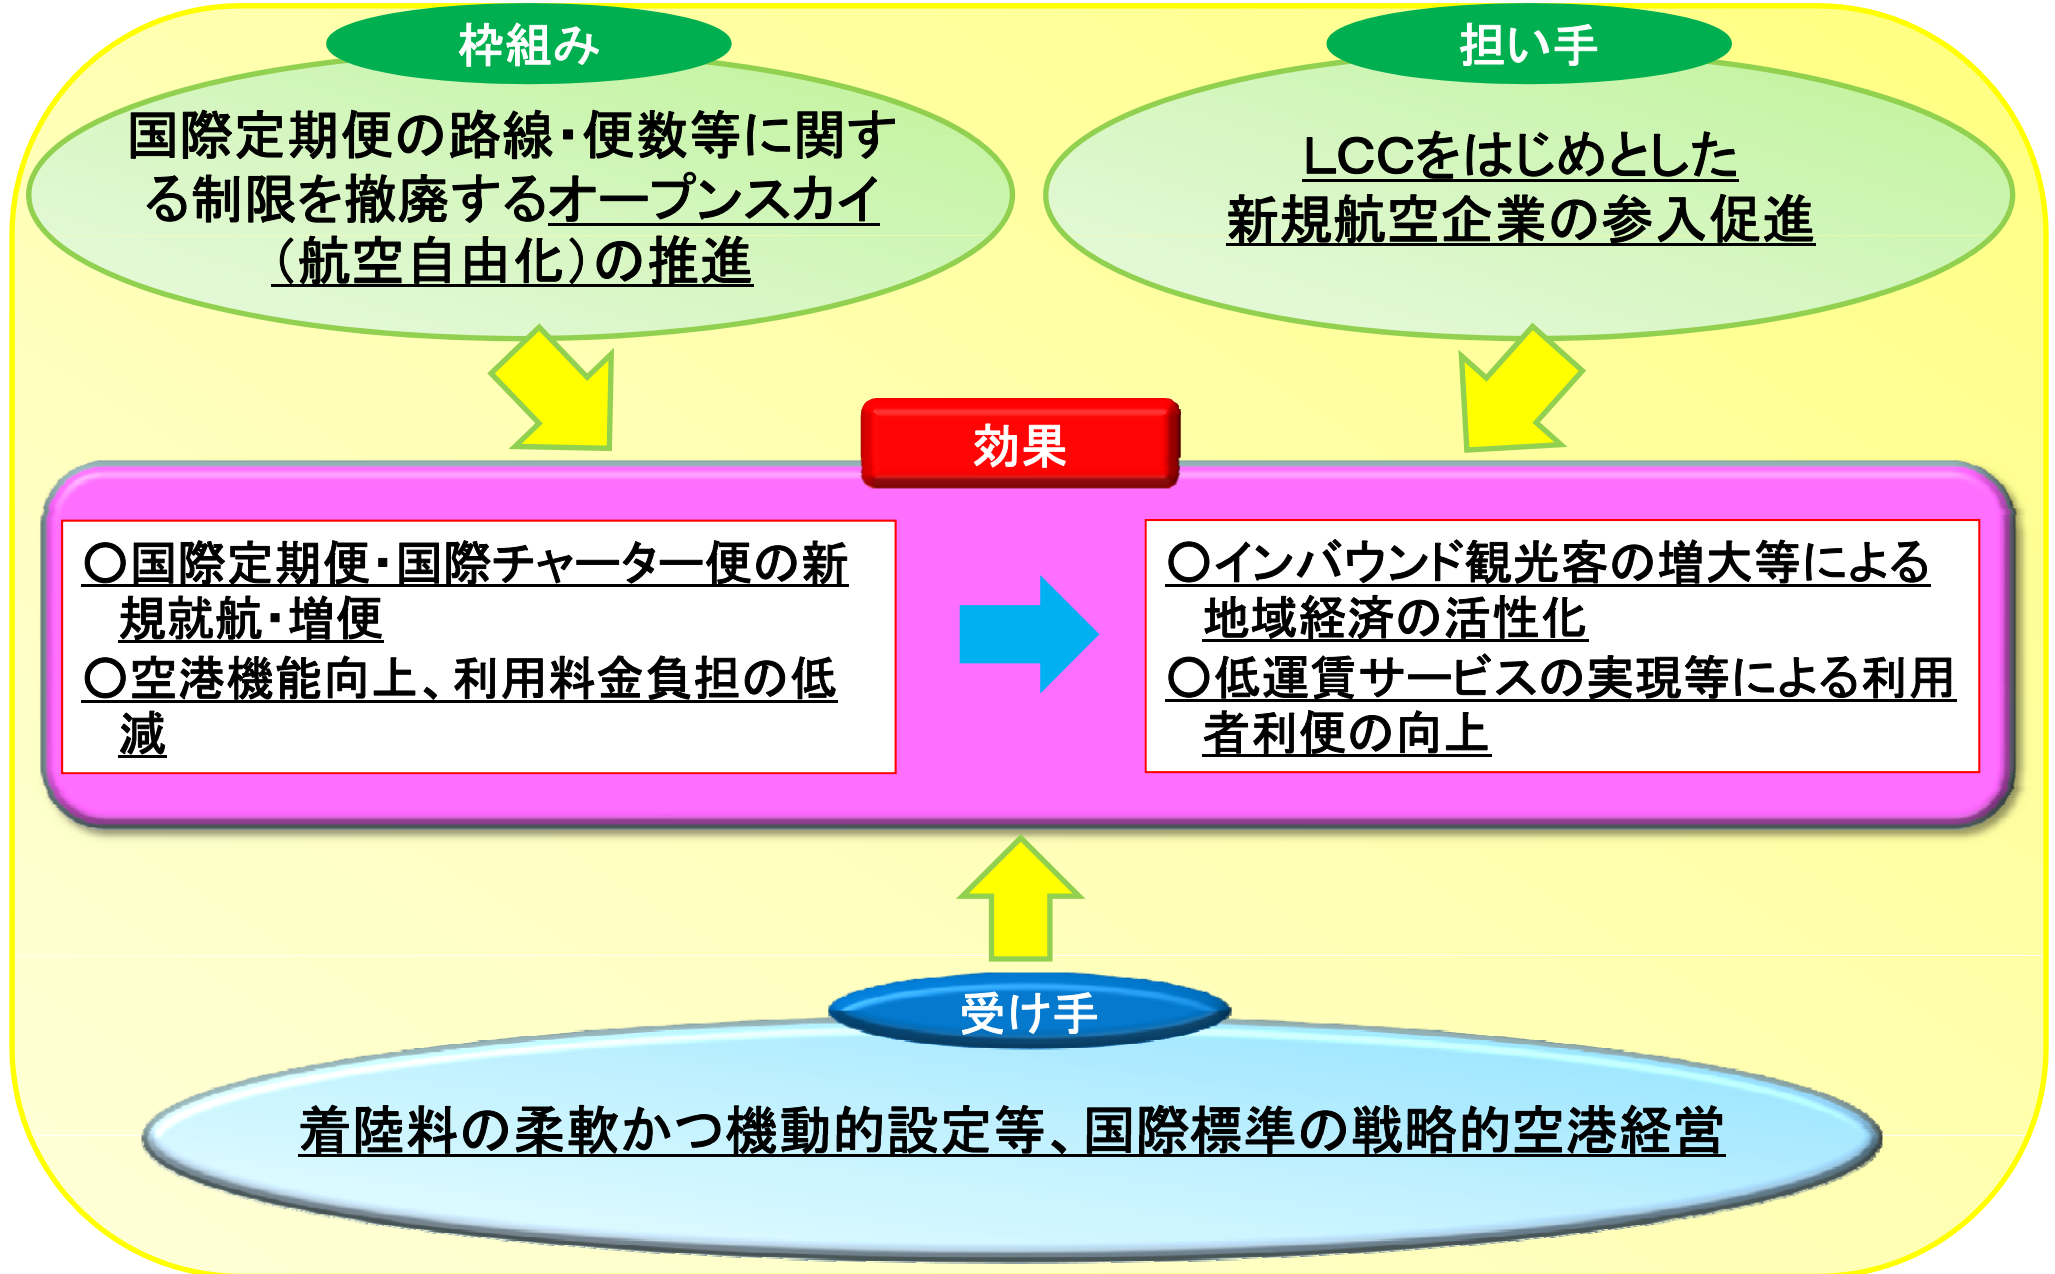 枠組み
国際定期便の路線・便数等に関す
る制限を撤廃するオープンスカイ
（航空自由化）の推進
担い手
ＬＣＣをはじめとした
新規航空企業の参入促進
効果
○国際定期便・国際チャーター便の新
規就航・増便
○空港機能向上、利用料金負担の低
減
○インバウンド観光客の増大等による
地域経済の活性化
○低運賃サービスの実現等による利用
者利便の向上
受け手
着陸料の柔軟かつ機動的設定等、国際標準の戦略的空港経営